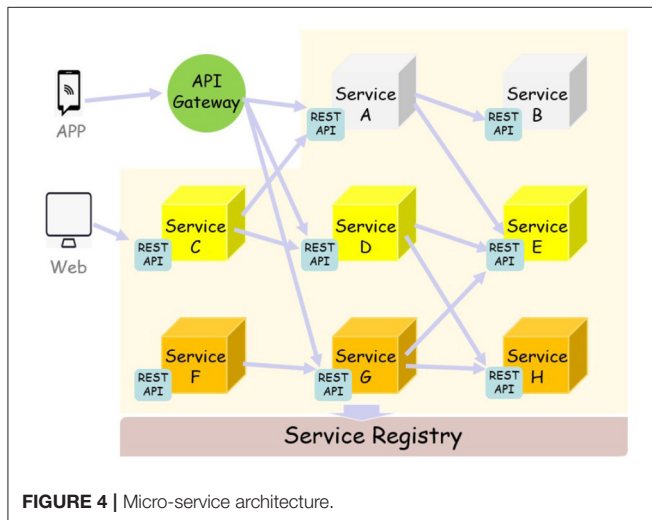 API
Gateway
APP
Service
A
REST
API
Service
B
REST
API
Web
Service
C
REST
API
Service
D
REST
API
Service
E
REST
API
Service
F
REST
API
Service
G
REST
API
Service
H
REST
API
Service Registry
FIGURE 4 | Micro-service architecture.